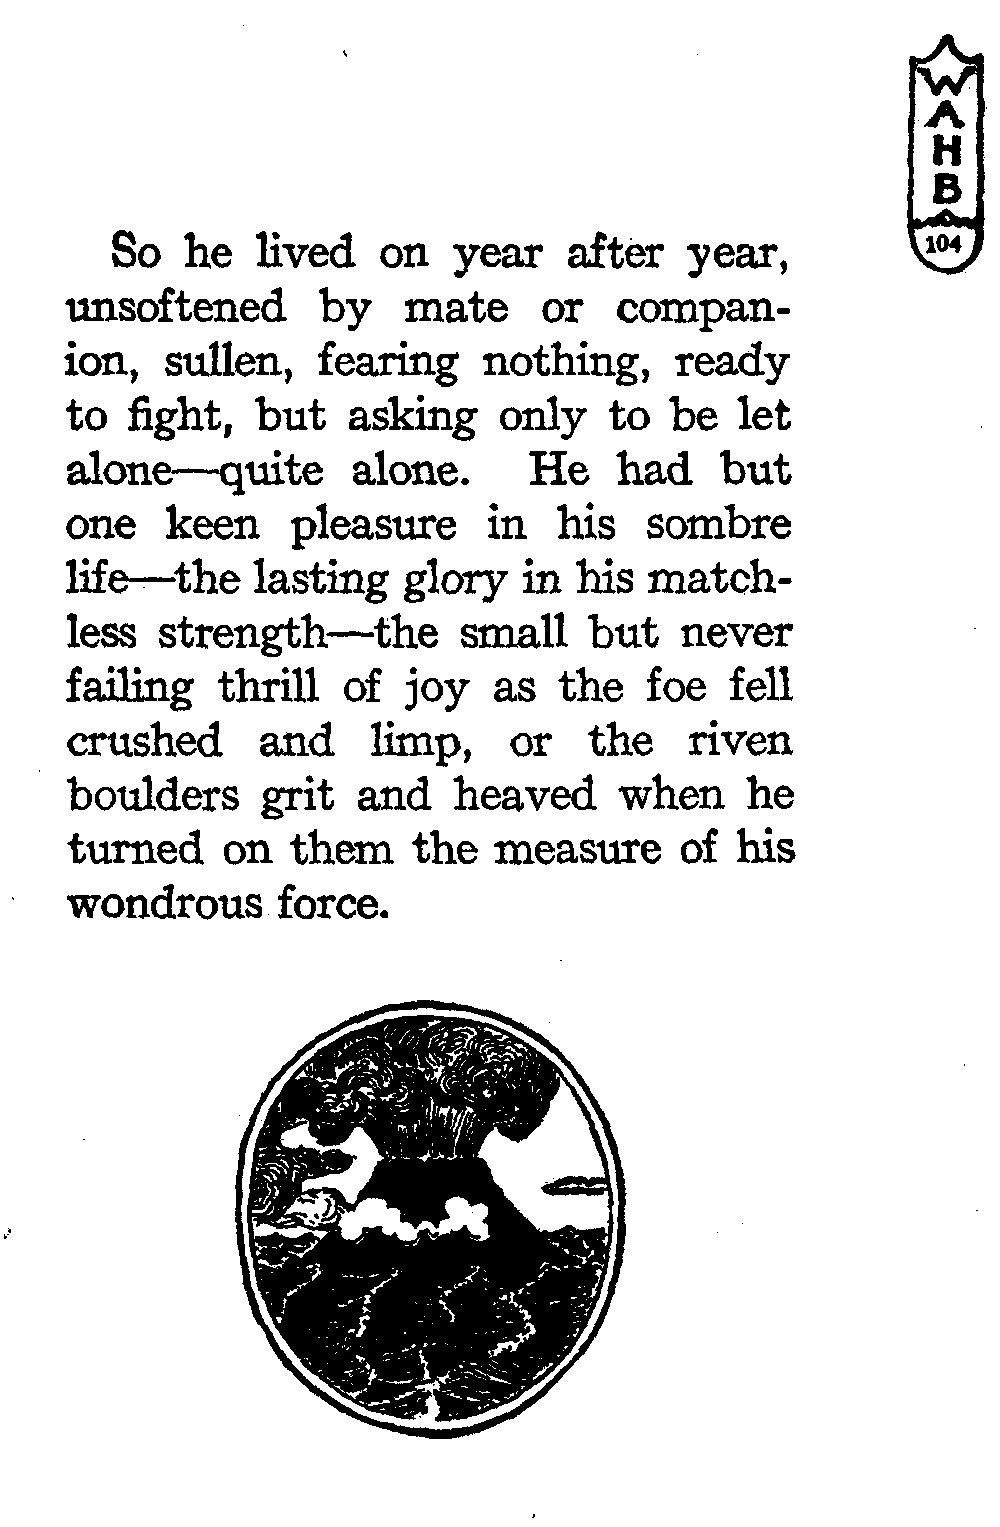 WAHB
104
So he lived on year after year,
unsoftened by mate or compan-
ion, sullen, fearing nothing, ready
to fight, but asking only to be let
alone—quite alone. He had but
one keen pleasure in his sombre
life—the lasting glory in his match-
less strength—the small but never
failing thrill of joy as the foe fell
crushed and limp, or the riven
boulders grit and heaved when he
turned on them the measure of his
wondrous force.